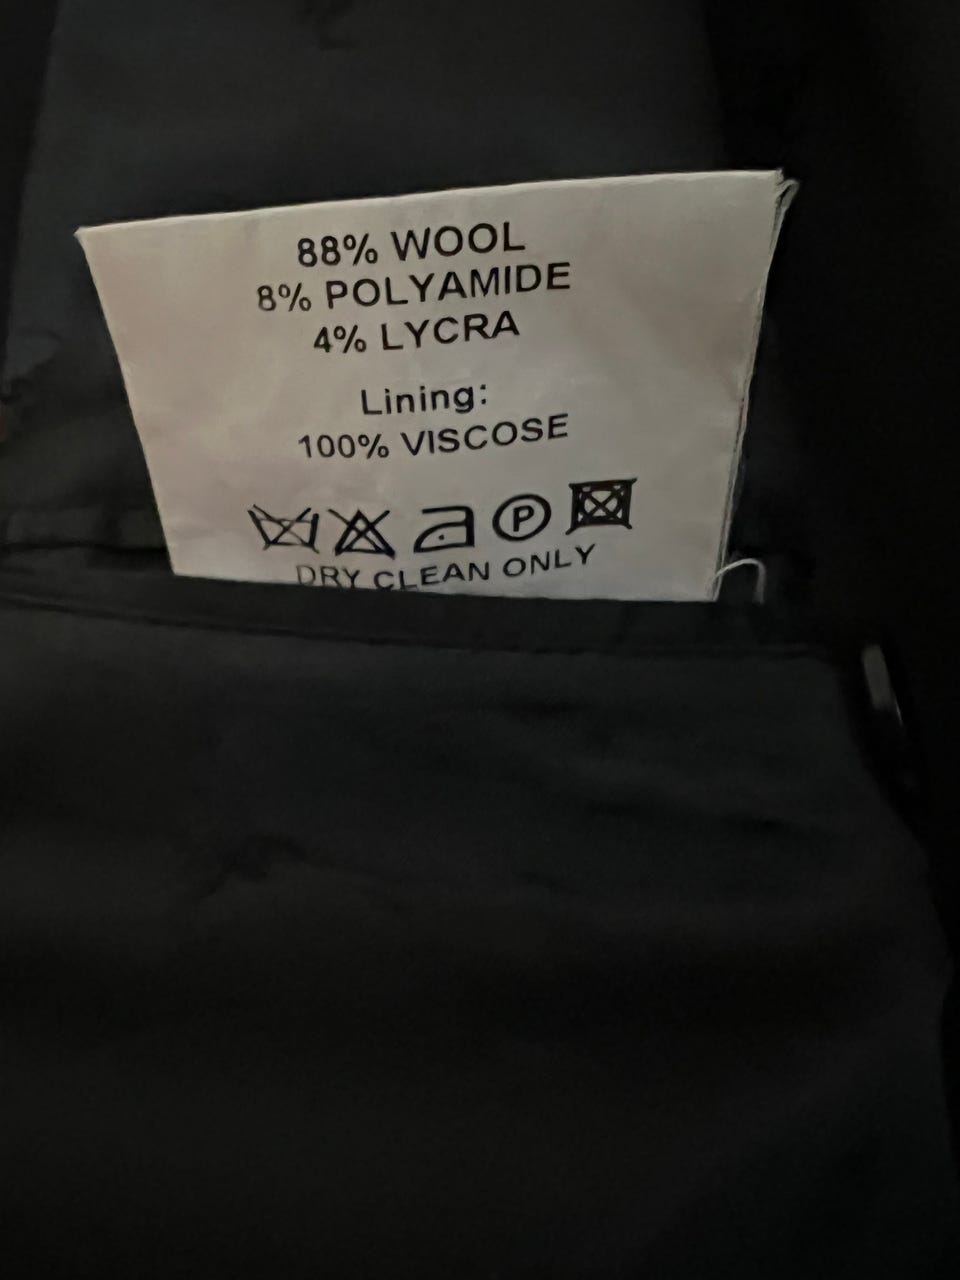 88% WOOL
8% POLYAMIDE
4% LYCRA
Lining:
100% VISCOSE
P
DRY CLEAN ONLY